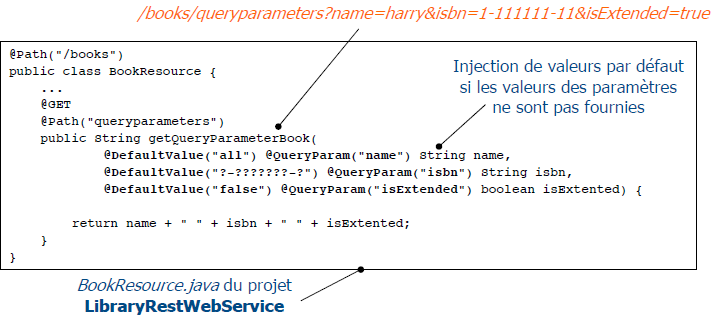 /books/queryparameters?name=harry&isbn=1-111111-11&isExtended=true
@Path("/books")
public class BookResource {
...
@GET
@Path("queryparameters")
public String getQueryParameterBook(
@DefaultValue("all") @QueryParam("name") String name,
@DefaultValue("?-???????-?") @QueryParam("isbn") String isbn,
@DefaultValue("false") @QueryParam("isExtended") boolean isExtented) {
return name + " " + isbn + " " + isExtented;
}
}
Injection de valeurs par défaut
si les valeurs des paramètres
ne sont pas fournies
BookResource.java du projet
LibraryRestWebService